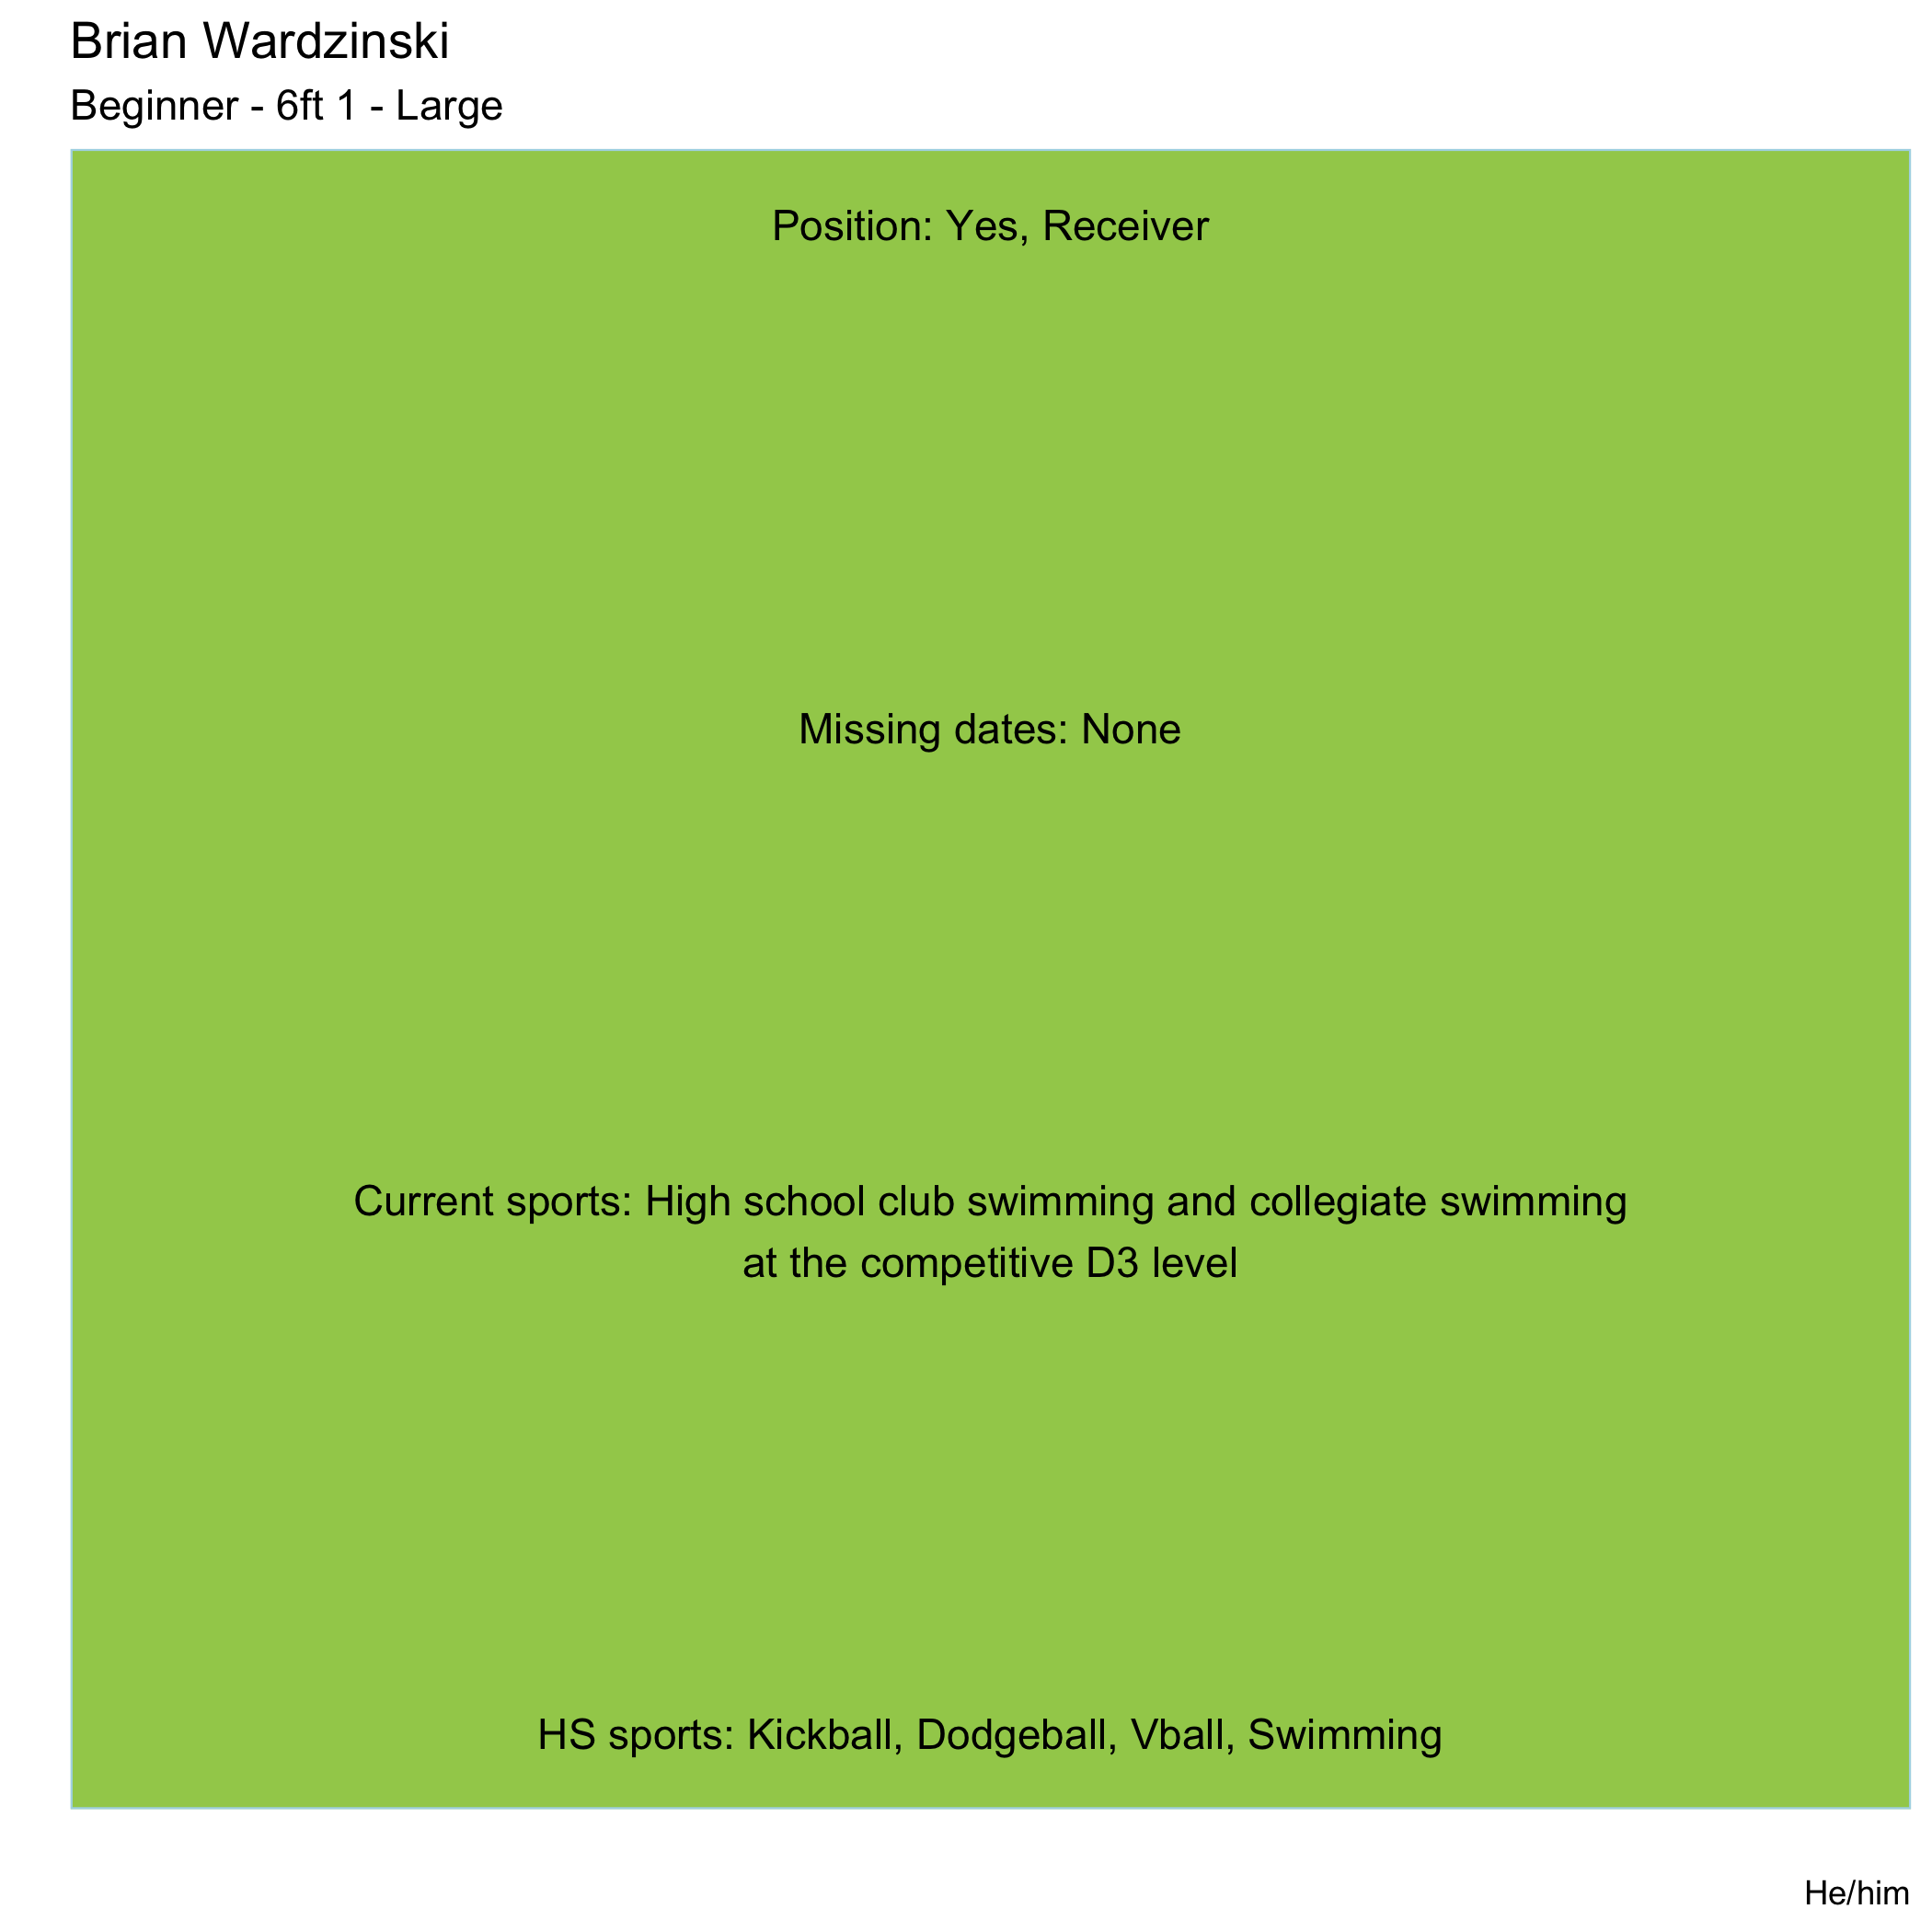 Brian Wardzinski
Beginner - 6ft 1 - Large
Position: Yes, Receiver
Missing dates: None
Current sports: High school club swimming and collegiate swimming
at the competitive D3 level
HS sports: Kickball, Dodgeball, Vball, Swimming
He/him